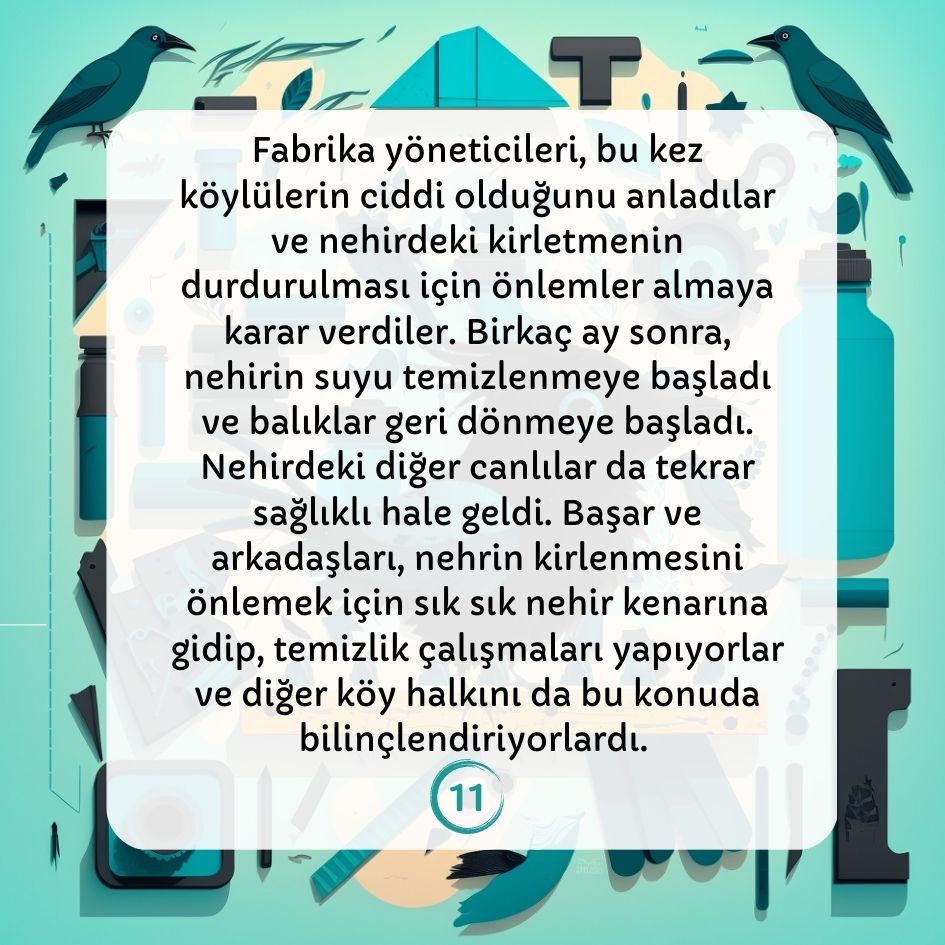 Fabrika yöneticileri, bu kez
köylülerin ciddi olduğunu anladılar
ve nehirdeki kirletmenin
durdurulması için önlemler almaya
karar verdiler. Birkaç ay sonra,
nehirin suyu temizlenmeye başladı
ve balıklar geri dönmeye başladı.
Nehirdeki diğer canlılar da tekrar
sağlıklı hale geldi. Başar ve
arkadaşları, nehrin kirlenmesini
önlemek için sık sık nehir kenarına
gidip, temizlik çalışmaları yapıyorlar
ve diğer köy halkını da bu konuda
bilinçlendiriyorlardı.
11